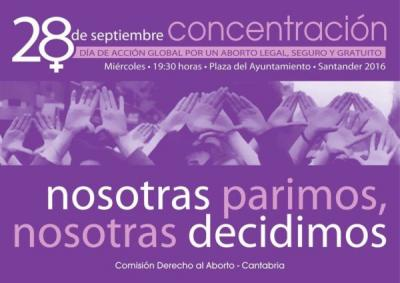 28 de septiembre concentración
DÍA DE ACCIÓN GLOBAL POR UN ABORTO LEGAL, SEGURO Y GRATUITO
Miércoles • 19:30 horas • Plaza del Ayuntamiento • Santander 2016
nosotras parimos,
nosotras decidimos
Comisión Derecho al Aborto - Cantabria